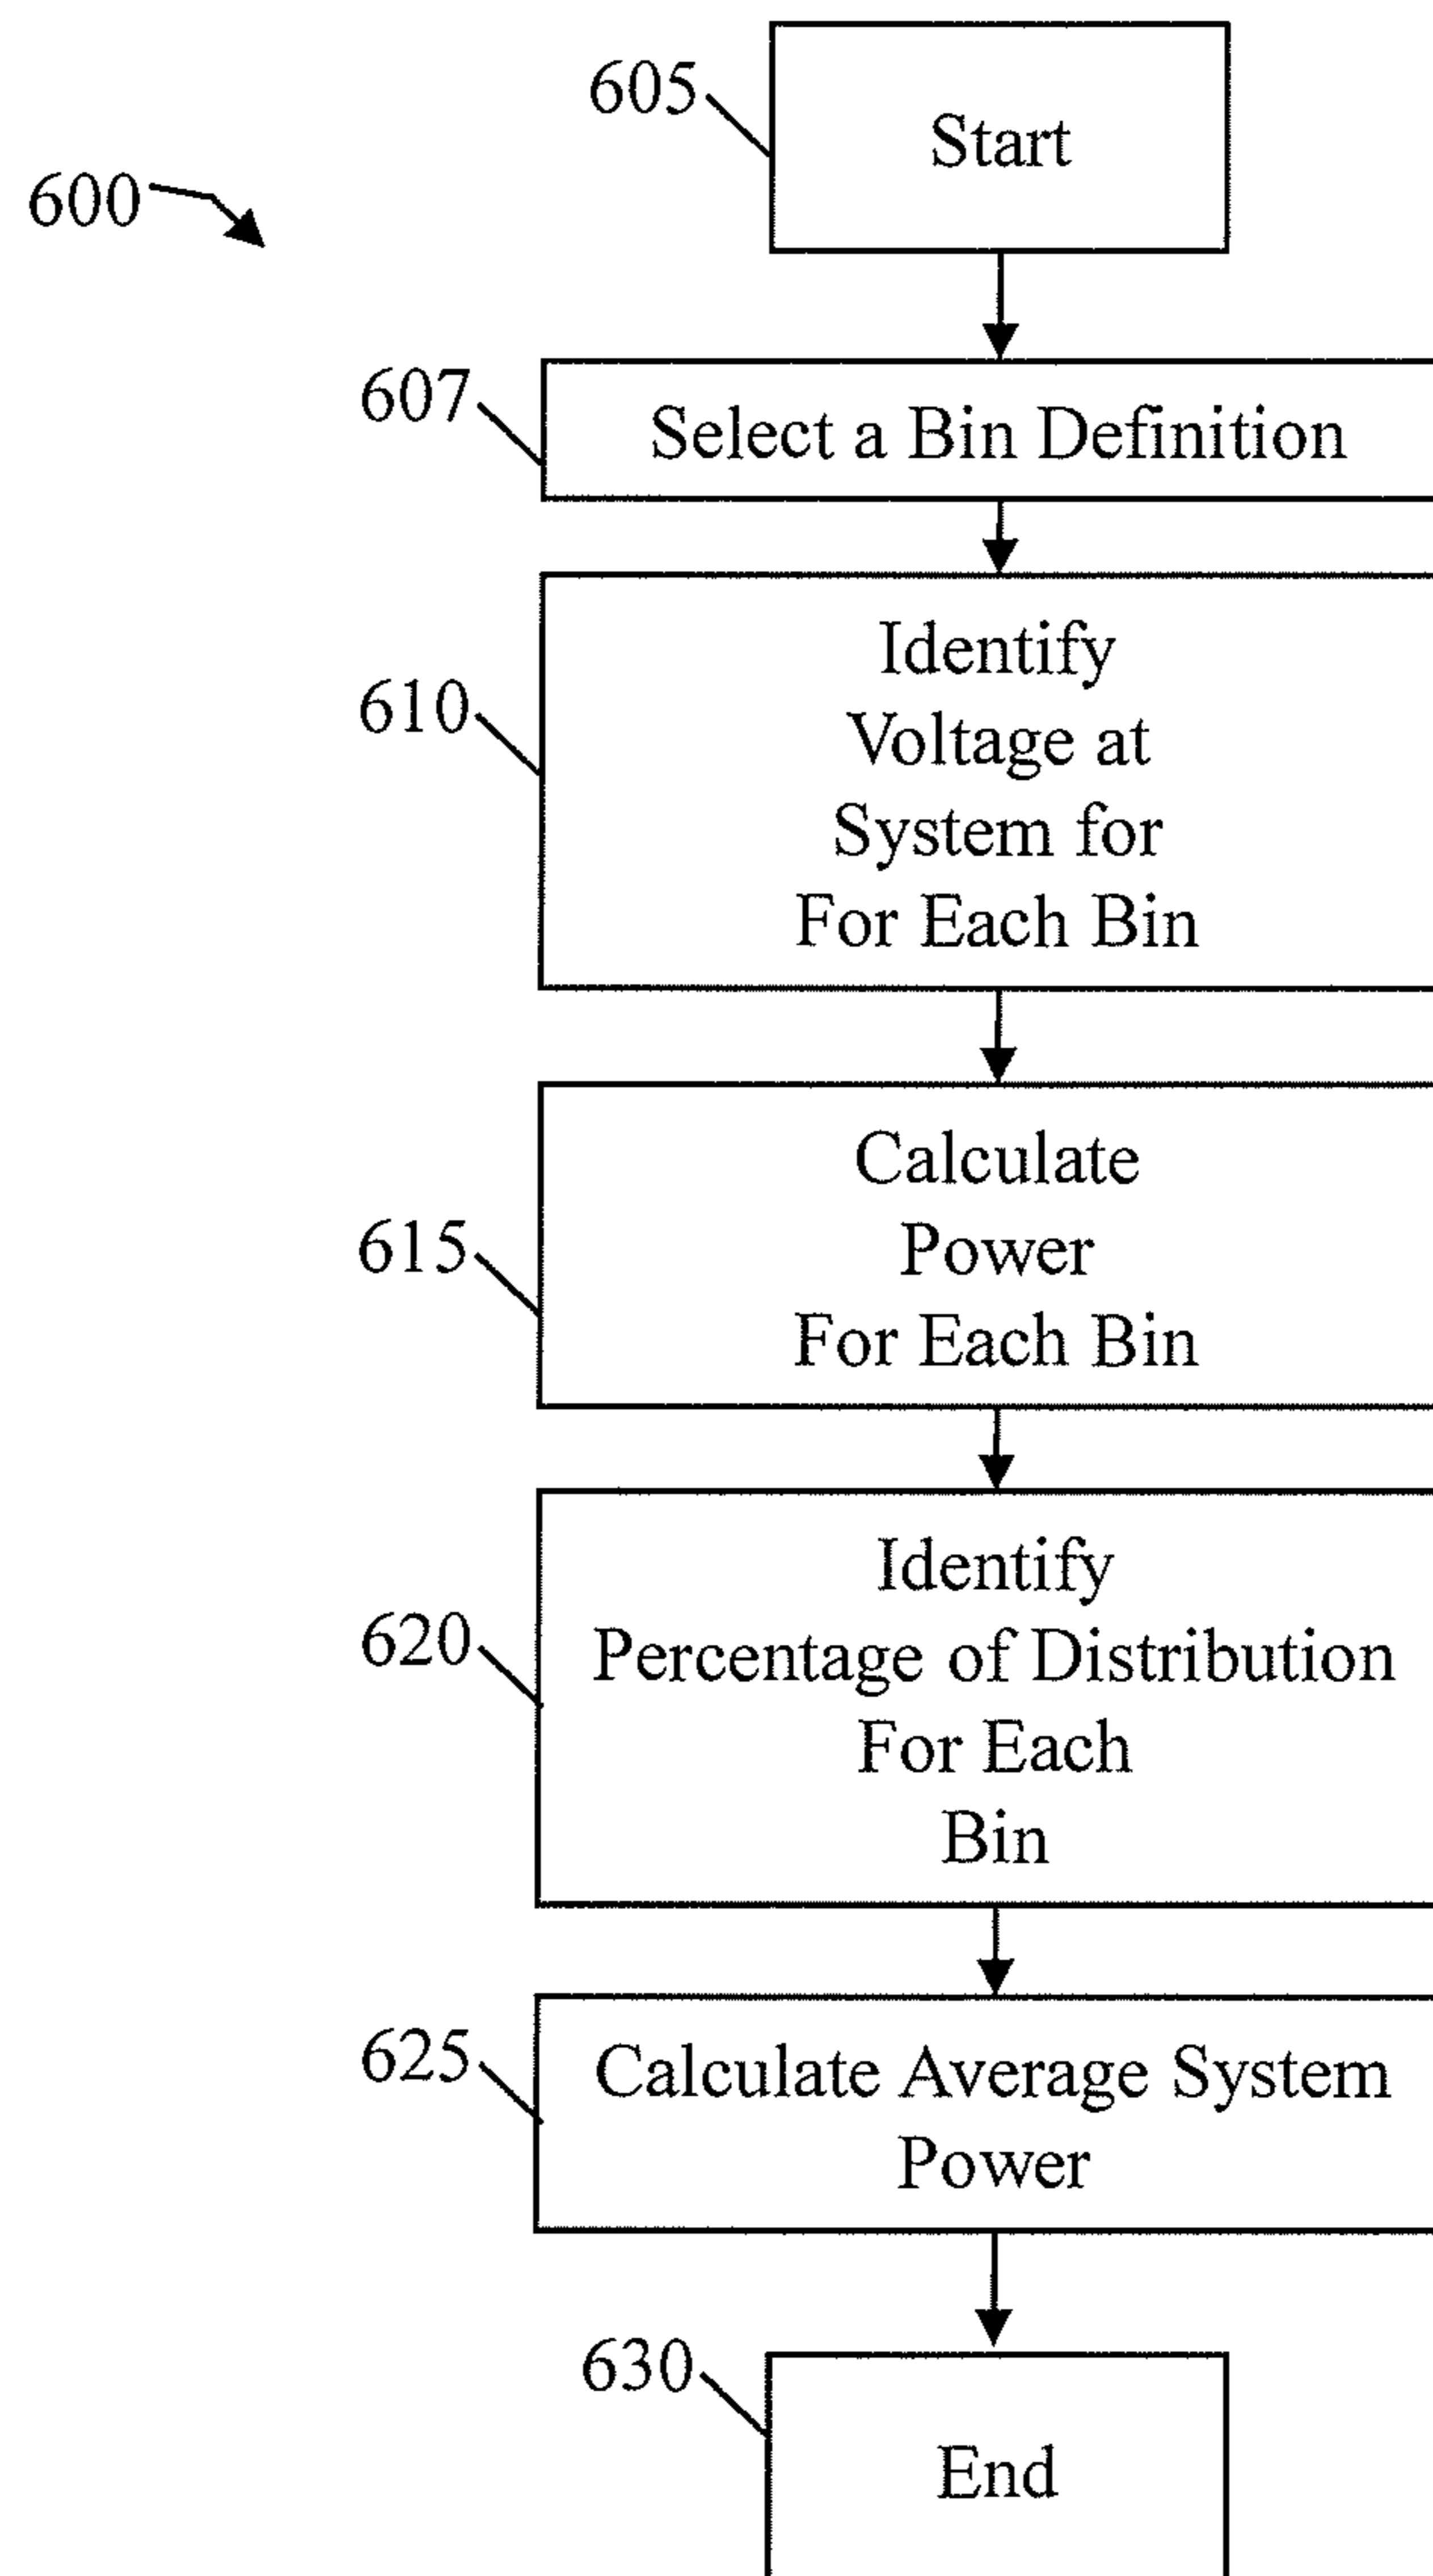 605
Start
600
607
Select a Bin Definition
610
Identify
Voltage at
System for
For Each Bin
615
Calculate
Power
For Each Bin
620
Identify
Percentage of Distribution
For Each
Bin
625
Calculate Average System
Power
630
End